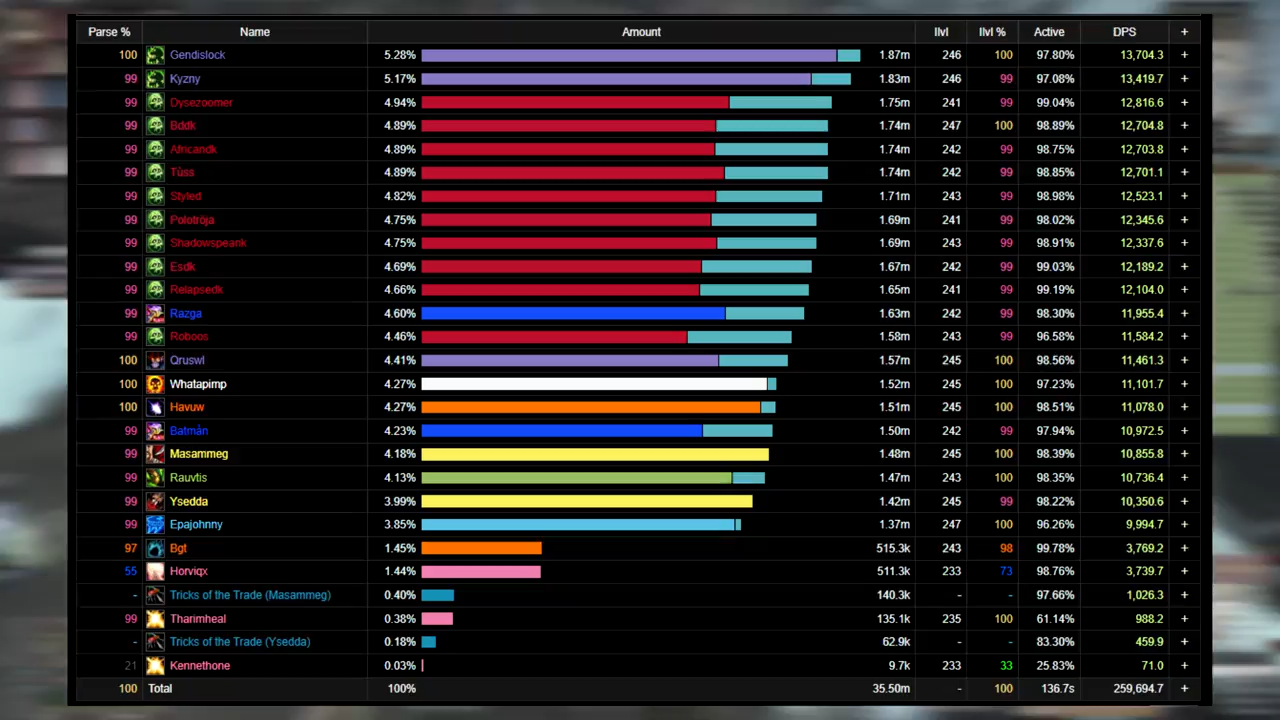 Parse % Name Amount Ilvl Ilvl % Active DPS +
100 Gendislock 5.28% 1.87m 246 100 97.80% 13,704.3 +
99 Kyzny 5.17% 1.83m 246 99 97.08% 13,419.7 +
99 Dysezoomer 4.94% 1.75m 241 99 99.04% 12,816.6 +
99 Bddk 4.89% 1.74m 247 100 98.89% 12,704.8 +
99 Africandk 4.89% 1.74m 242 99 98.75% 12,703.8 +
99 Tüss 4.89% 1.74m 242 99 98.85% 12,701.1 +
99 Styled 4.82% 1.71m 243 99 98.98% 12,523.1 +
99 Polotröja 4.75% 1.69m 241 99 98.02% 12,345.6 +
99 Shadowspeank 4.75% 1.69m 243 99 98.91% 12,337.6 +
99 Esdk 4.69% 1.67m 242 99 99.03% 12,189.2 +
99 Relapsedk 4.66% 1.65m 241 99 99.19% 12,104.0 +
99 Razga 4.60% 1.63m 242 99 98.30% 11,955.4 +
99 Roboos 4.46% 1.58m 243 99 96.58% 11,584.2 +
100 Qruswl 4.41% 1.57m 245 100 98.56% 11,461.3 +
100 Whatapimp 4.27% 1.52m 245 100 97.23% 11,101.7 +
100 Havuw 4.27% 1.51m 245 100 98.51% 11,078.0 +
99 Batmån 4.23% 1.50m 242 99 97.94% 10,972.5 +
99 Masammeg 4.18% 1.48m 245 100 98.39% 10,855.8 +
99 Rauvtis 4.13% 1.47m 243 100 98.35% 10,736.4 +
99 Ysedda 3.99% 1.42m 245 99 98.22% 10,350.6 +
99 Epajohnny 3.85% 1.37m 247 100 96.26% 9,994.7 +
97 Bgt 1.45% 515.3k 243 98 99.78% 3,769.2 +
55 Horviqx 1.44% 511.3k 233 73 98.76% 3,739.7 +
- Tricks of the Trade (Masammeg) 0.40% 140.3k - - 97.66% 1,026.3 +
99 Tharimheal 0.38% 135.1k 235 100 61.14% 988.2 +
- Tricks of the Trade (Ysedda) 0.18% 62.9k - - 83.30% 459.9 +
21 Kennethone 0.03% 9.7k 233 33 25.83% 71.0 +
100 Total 100% 35.50m - 100 136.7s 259,694.7 +